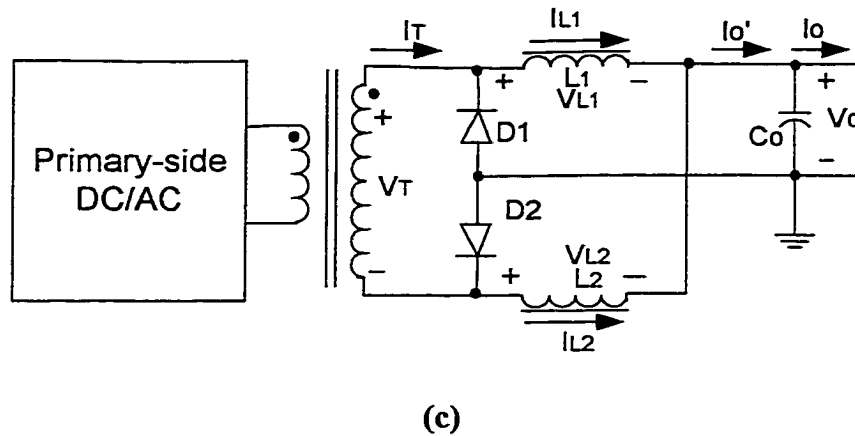 IT
IL1
Io'
Io
+
L1
−
VL1
+
D1
Primary-side
DC/AC
VT
Co
+
Vo
−
D2
VL2
−
+
L2
−
IL2
(c)